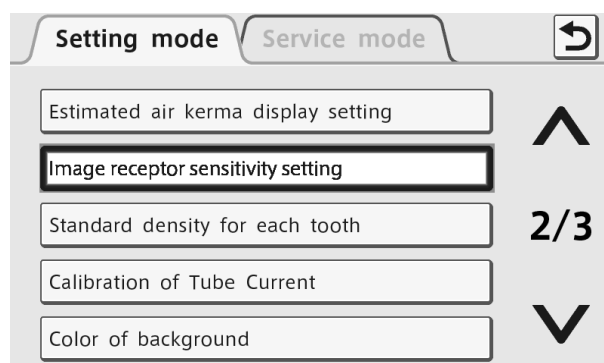 Setting mode Service mode
Estimated air kerma display setting
Image receptor sensitivity setting
Standard density for each tooth
2/3
Calibration of Tube Current
Color of background